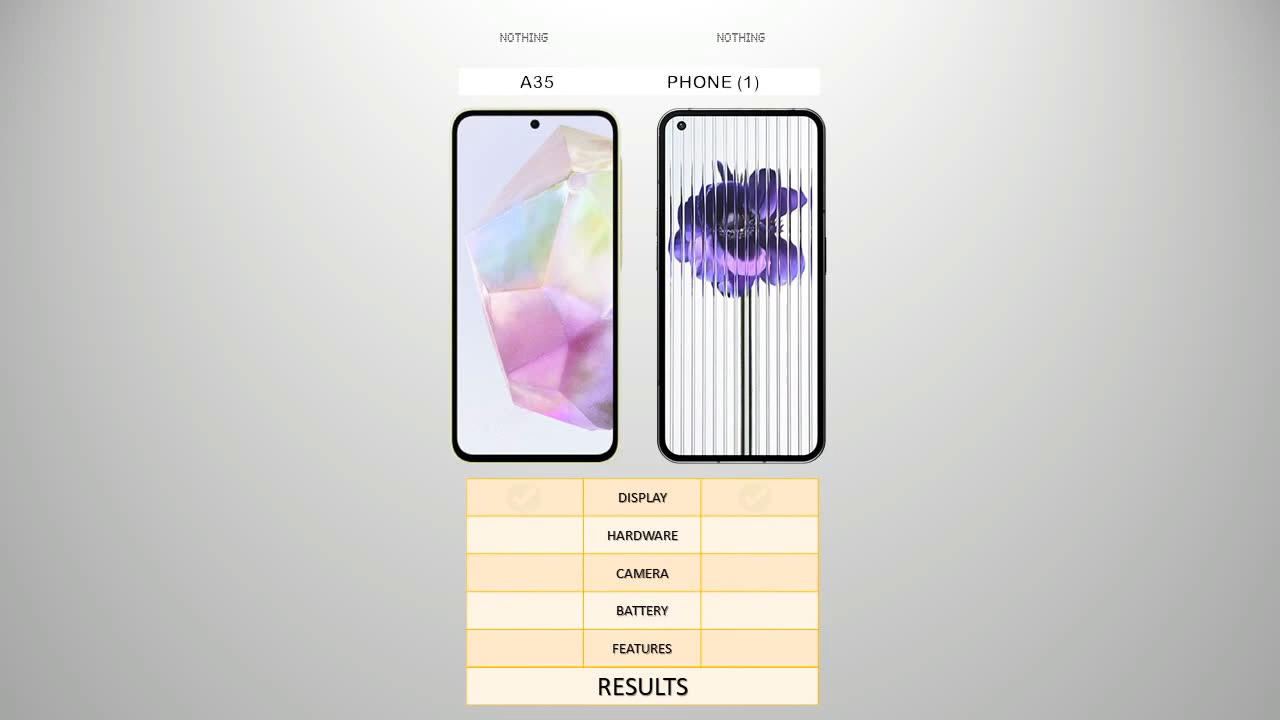 NOTHING NOTHING
A35 PHONE (1)
DISPLAY
HARDWARE
CAMERA
BATTERY
FEATURES
RESULTS